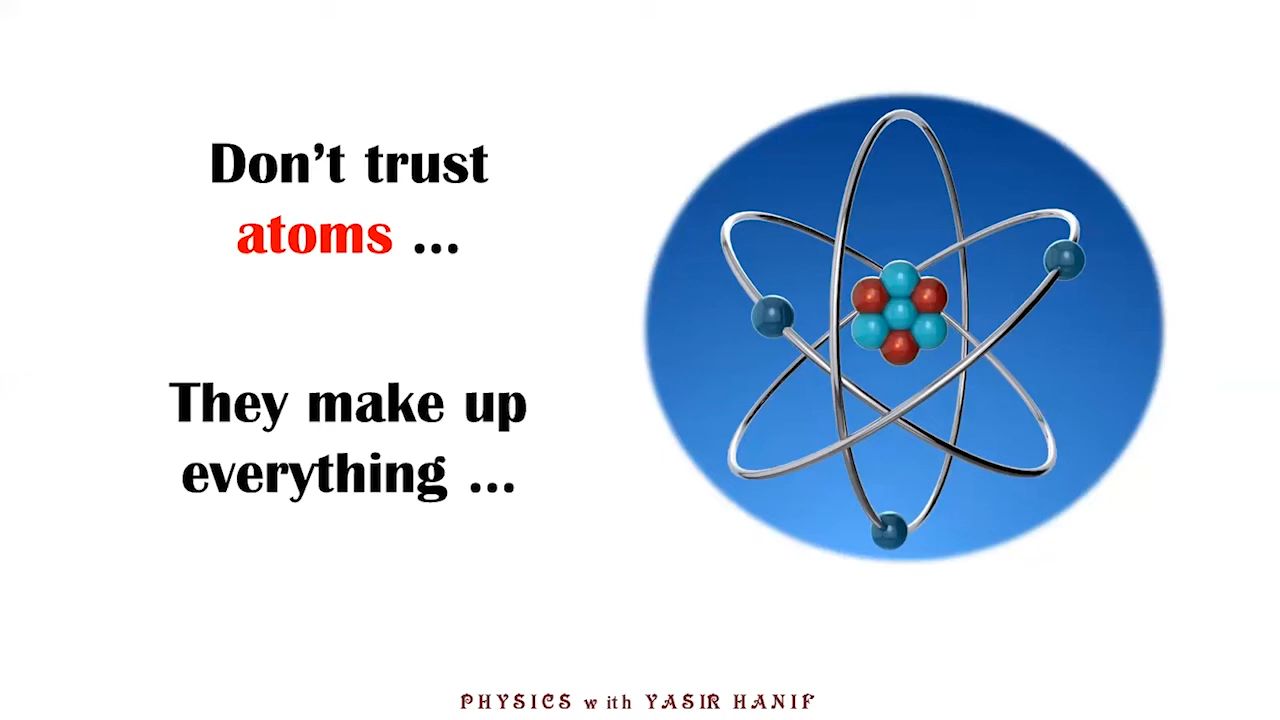 Don't trust
atoms ...
They make up
everything ...
PHYSICS with YASIR HANIF